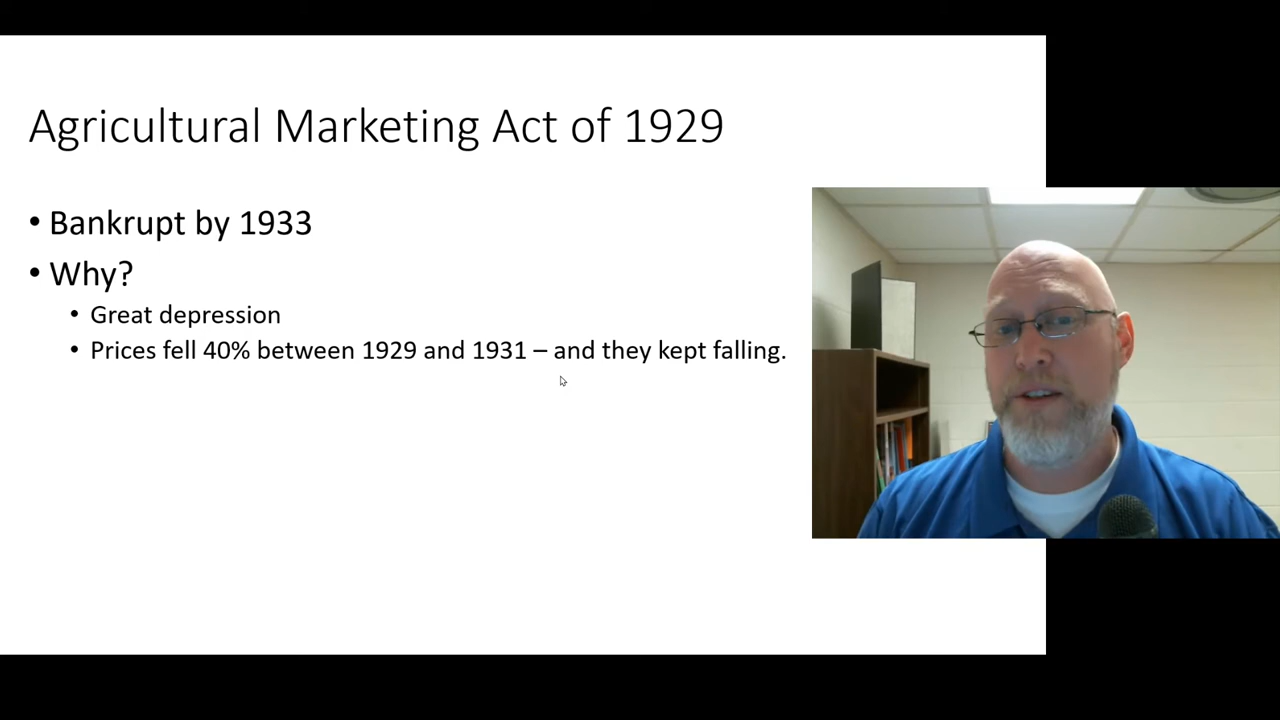 Agricultural Marketing Act of 1929
• Bankrupt by 1933
• Why?
• Great depression
• Prices fell 40% between 1929 and 1931 – and they kept falling.